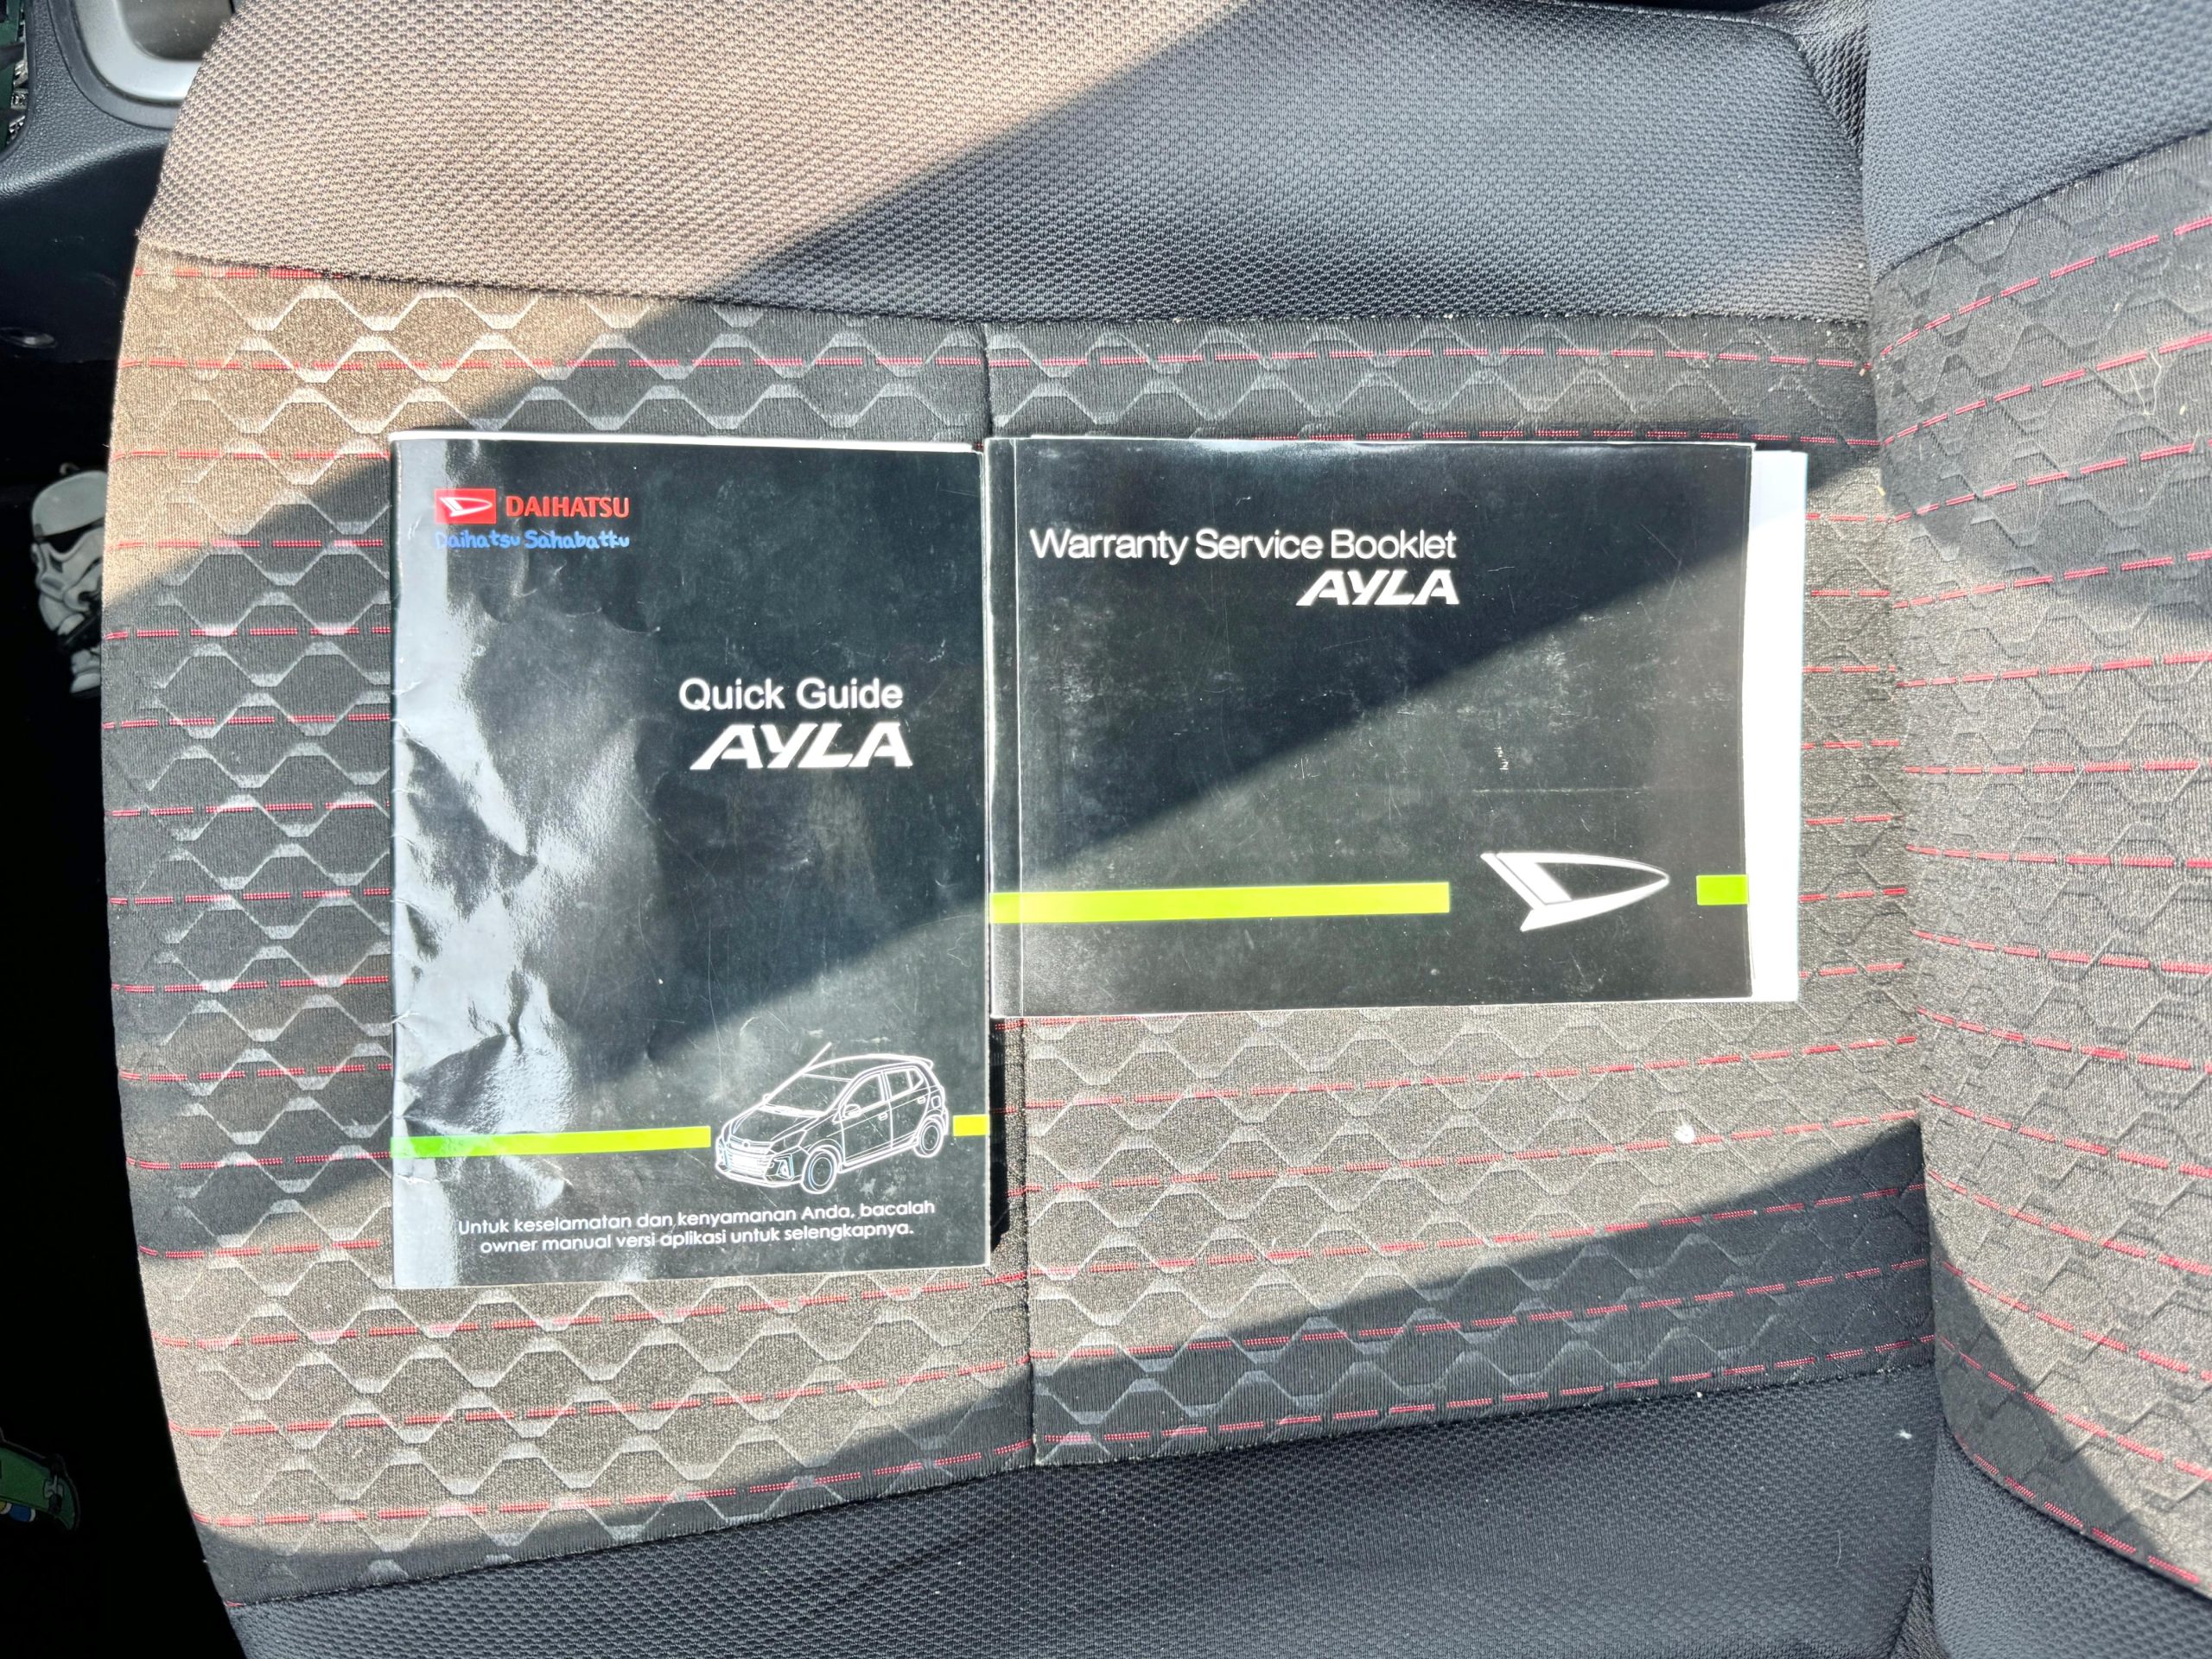 DAIHATSU
Daihatsu Sahabatku
Quick Guide
AYLA
Untuk keselamatan dan kenyamanan Anda, bacalah
owner manual versi aplikasi untuk selengkapnya.
Warranty Service Booklet
AYLA